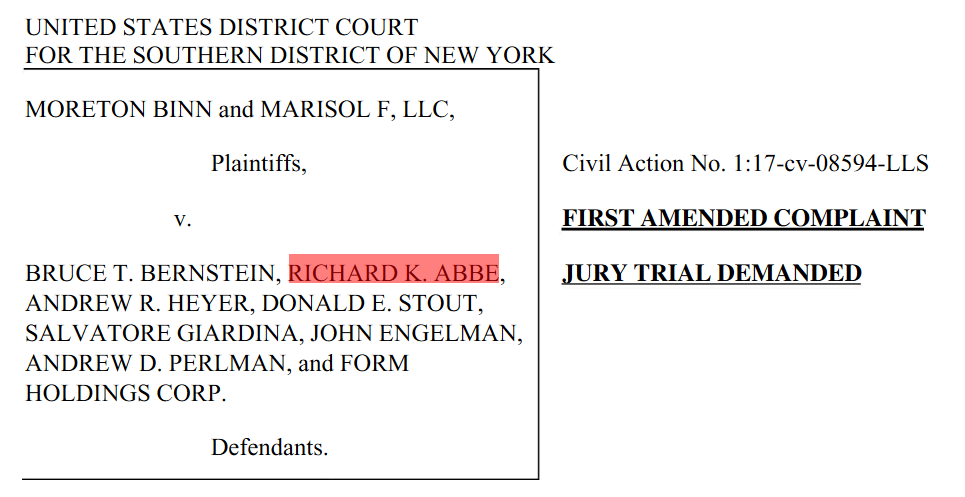 UNITED STATES DISTRICT COURT
FOR THE SOUTHERN DISTRICT OF NEW YORK
MORETON BINN and MARISOL F, LLC,
Plaintiffs,
v.
BRUCE T. BERNSTEIN, RICHARD K. ABBE,
ANDREW R. HEYER, DONALD E. STOUT,
SALVATORE GIARDINA, JOHN ENGELMAN,
ANDREW D. PERLMAN, and FORM
HOLDINGS CORP.
Defendants.
Civil Action No. 1:17-cv-08594-LLS
FIRST AMENDED COMPLAINT
JURY TRIAL DEMANDED